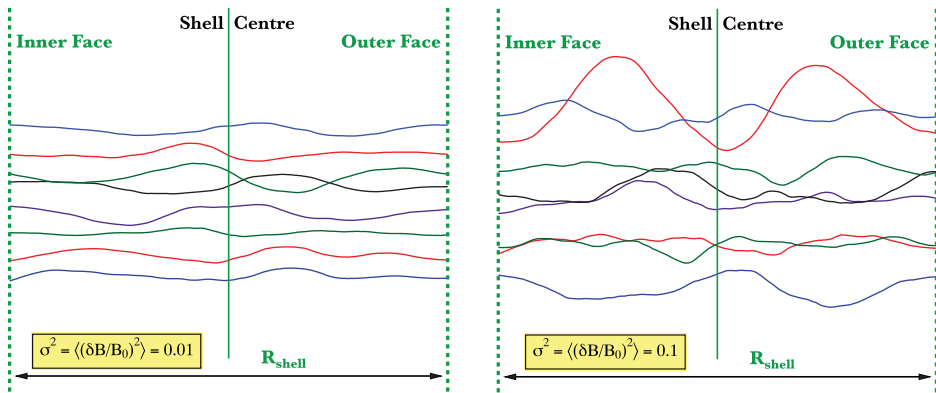 Shell Centre
Inner Face
Outer Face
σ² = ⟨(δB/B₀)²⟩ = 0.01
R_shell
Shell Centre
Inner Face
Outer Face
σ² = ⟨(δB/B₀)²⟩ = 0.1
R_shell